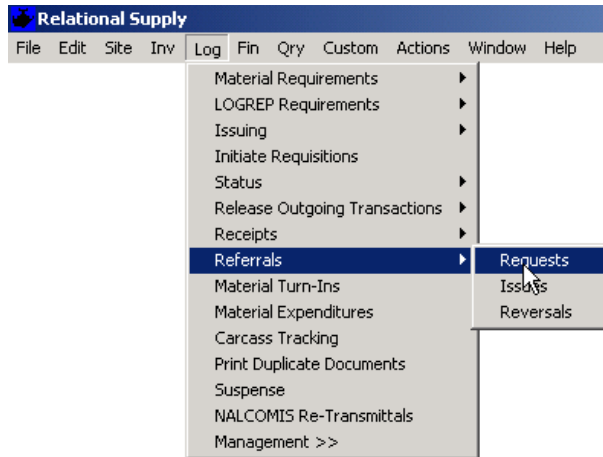 Relational Supply
File Edit Site Inv Log Fin Qry Custom Actions Window Help
Material Requirements
LOGREP Requirements
Issuing
Initiate Requisitions
Status
Release Outgoing Transactions
Receipts
Referrals
Requests
Material Turn-Ins
Issues
Material Expenditures
Reversals
Carcass Tracking
Print Duplicate Documents
Suspense
NALCOMIS Re-Transmittals
Management >>